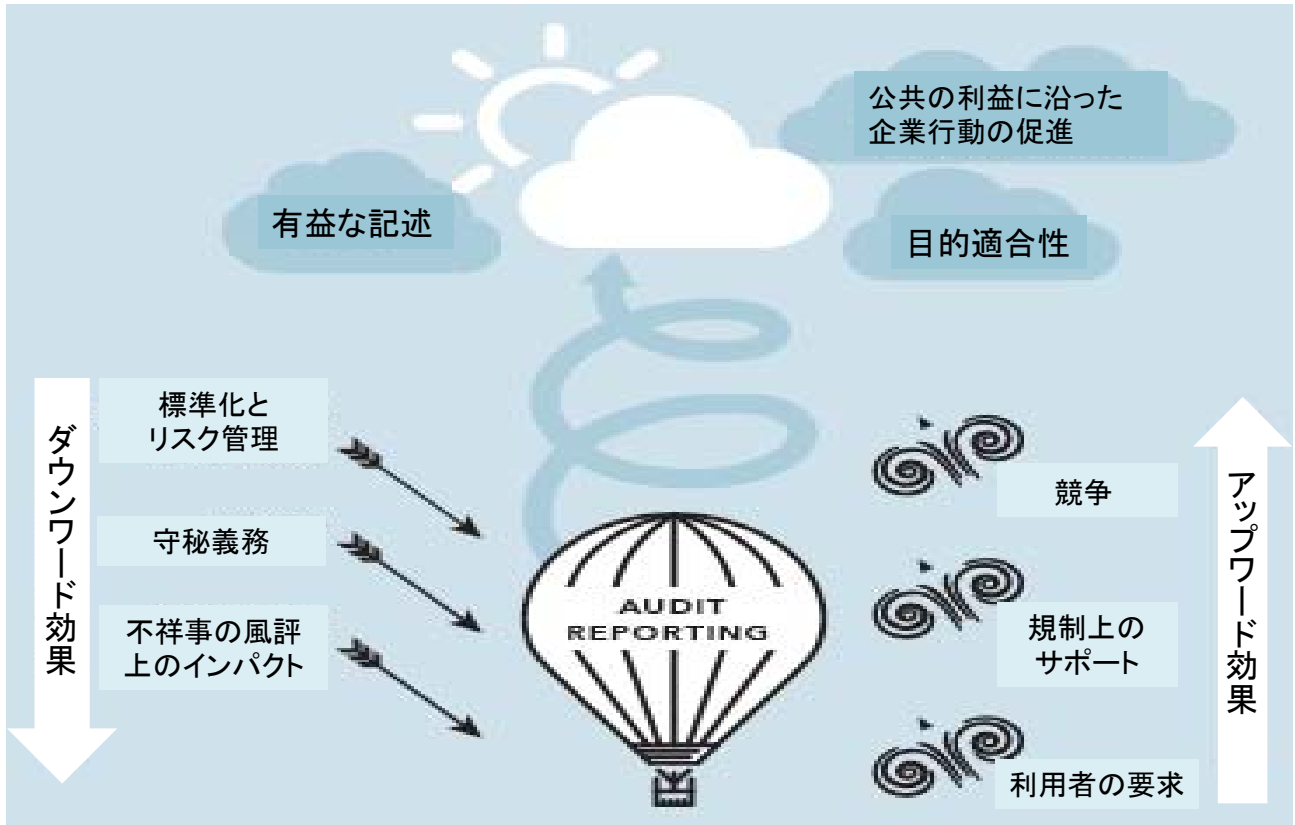 公共の利益に沿った
企業行動の促進
有益な記述
目的適合性
ダウンワード効果
標準化と
リスク管理
守秘義務
不祥事の風評
上のインパクト
AUDIT
REPORTING
競争
規制上の
サポート
利用者の要求
アップワード効果